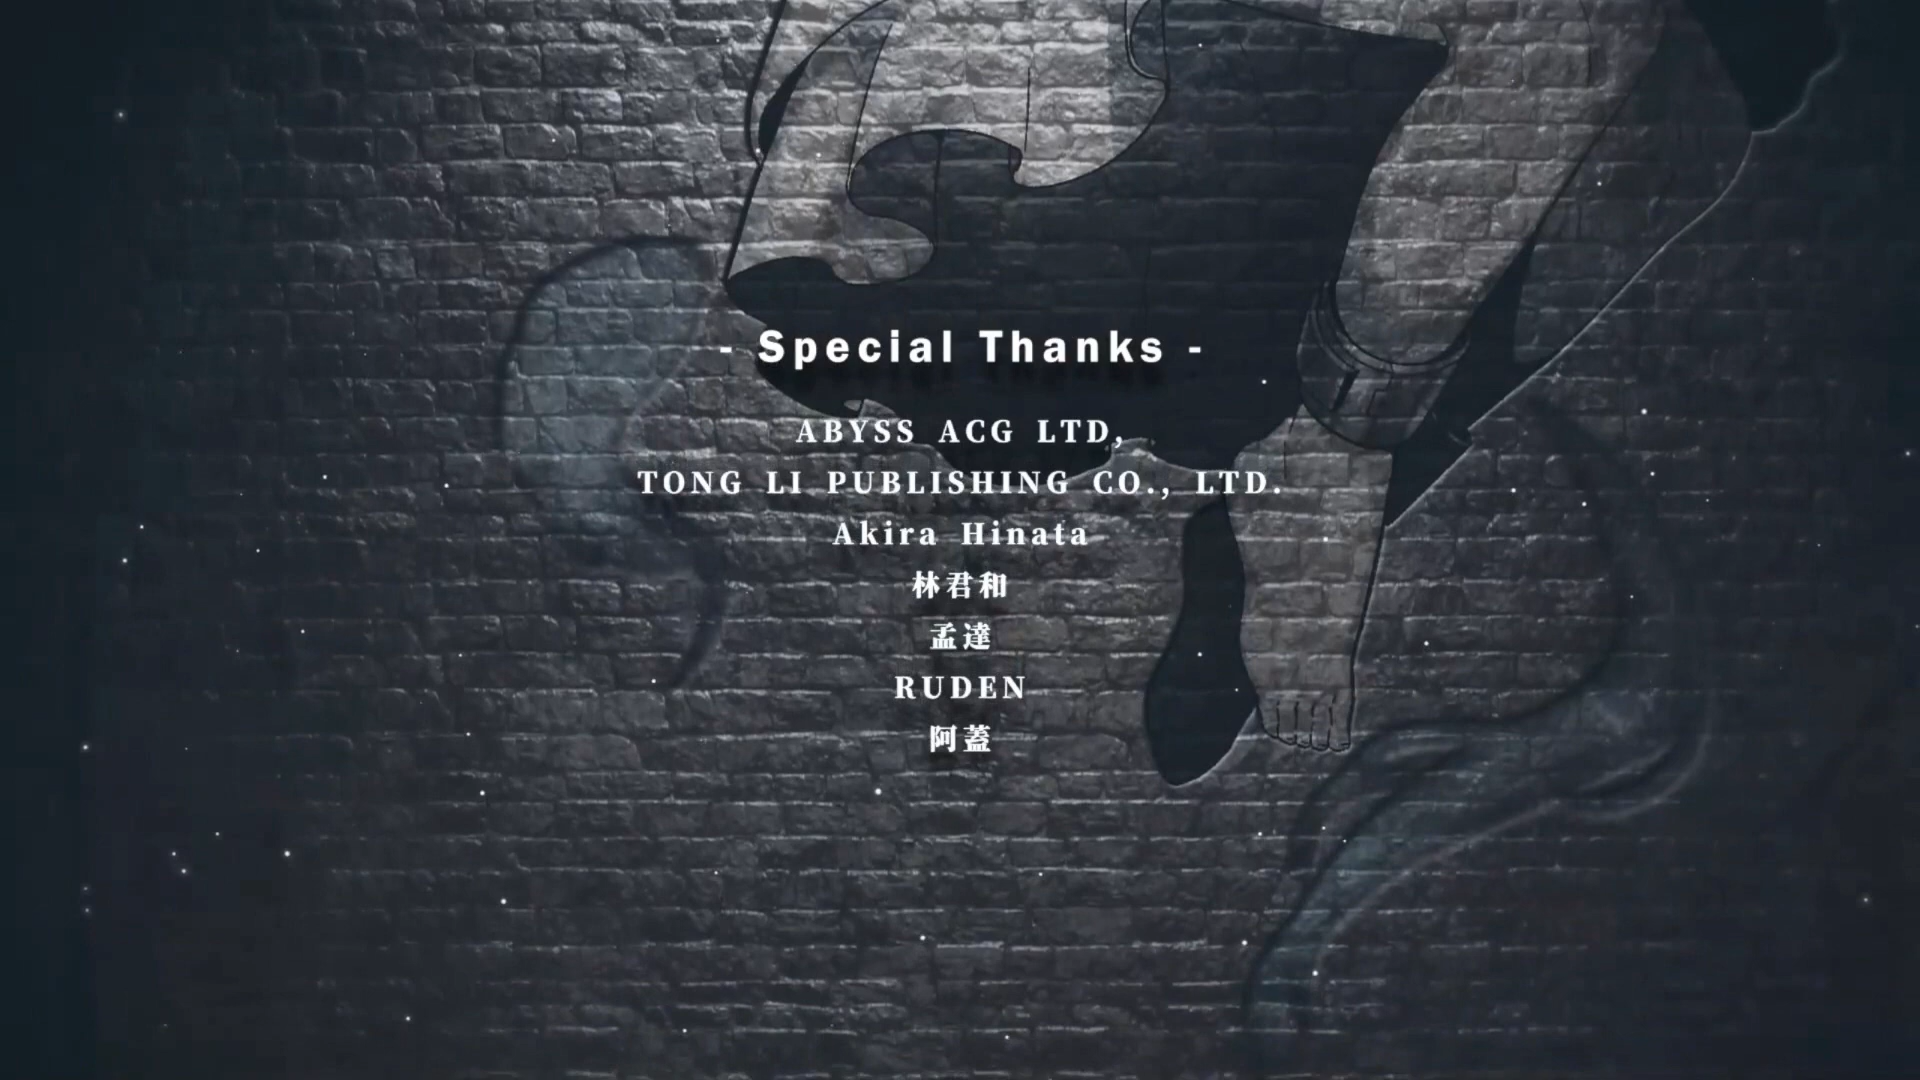 - Special Thanks -
ABYSS ACG LTD,
TONG LI PUBLISHING CO., LTD.
Akira Hinata
林君和
孟達
RUDEN
阿蓋